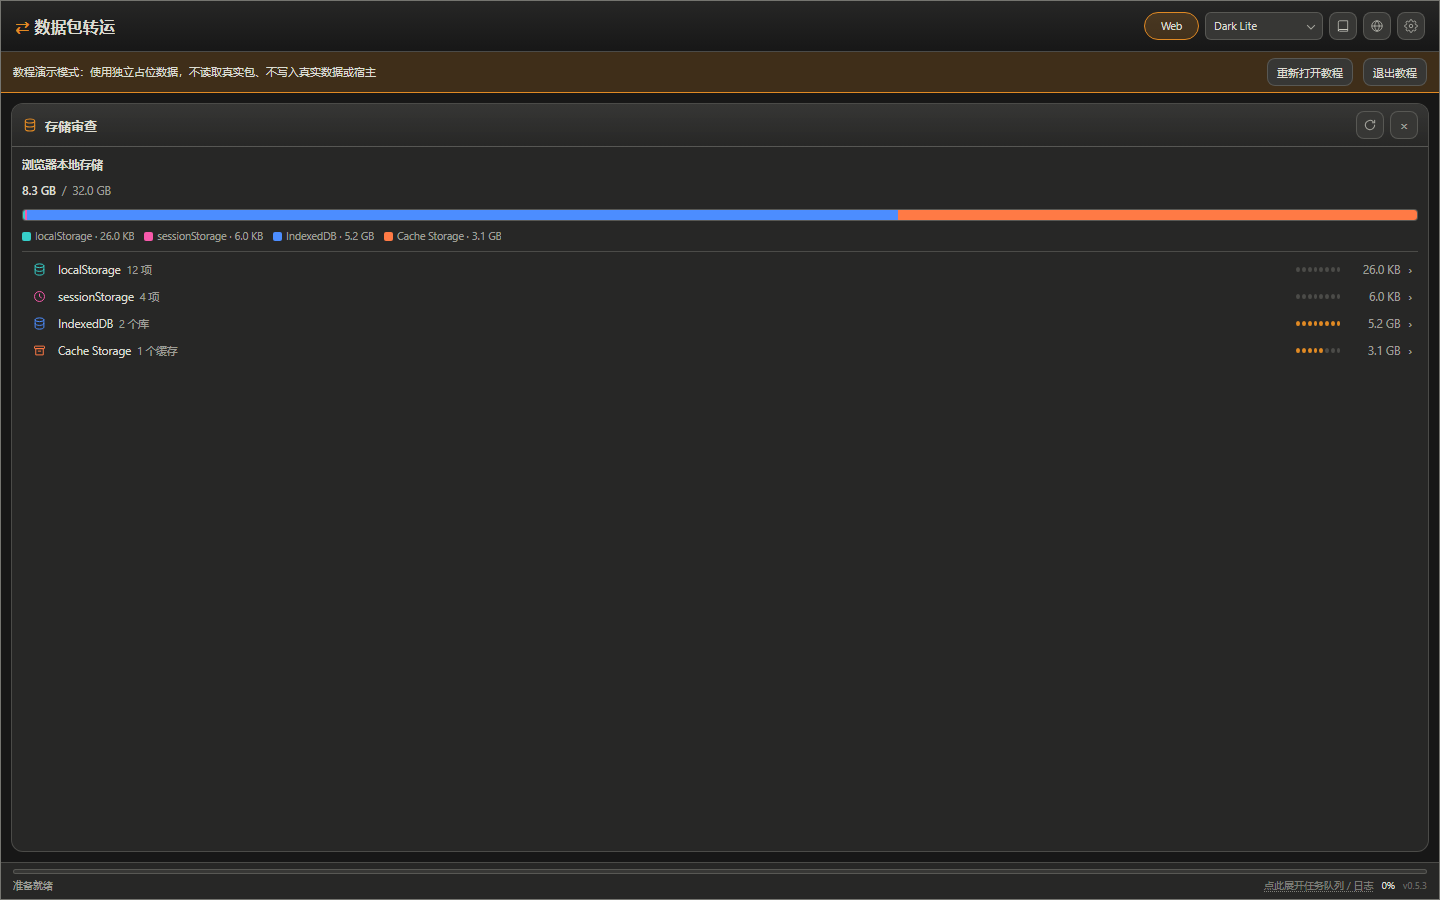 数据包转运
Web
Dark Lite
教程演示模式：使用独立占位数据，不读取真实包、不写入真实数据或宿主
重新打开教程
退出教程
存储审查
×
浏览器本地存储
8.3 GB / 32.0 GB
localStorage · 26.0 KB sessionStorage · 6.0 KB IndexedDB · 5.2 GB Cache Storage · 3.1 GB
localStorage 12 项 26.0 KB ›
sessionStorage 4 项 6.0 KB ›
IndexedDB 2 个库 5.2 GB ›
Cache Storage 1 个缓存 3.1 GB ›
准备就绪
点此展开任务队列 / 日志 0% v0.5.3